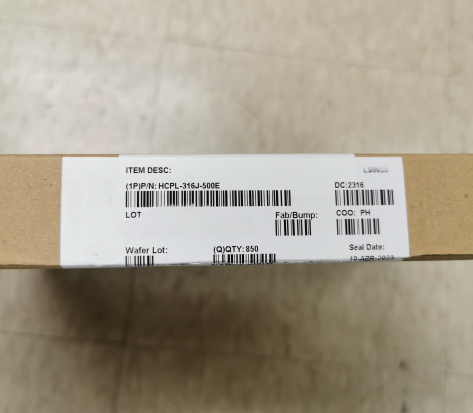 ITEM DESC:
(1P)P/N: HCPL-316J-500E
DC:2316
LOT
Fab/Bump:
COO: PH
Wafer Lot:
(Q)QTY: 850
Seal Date: